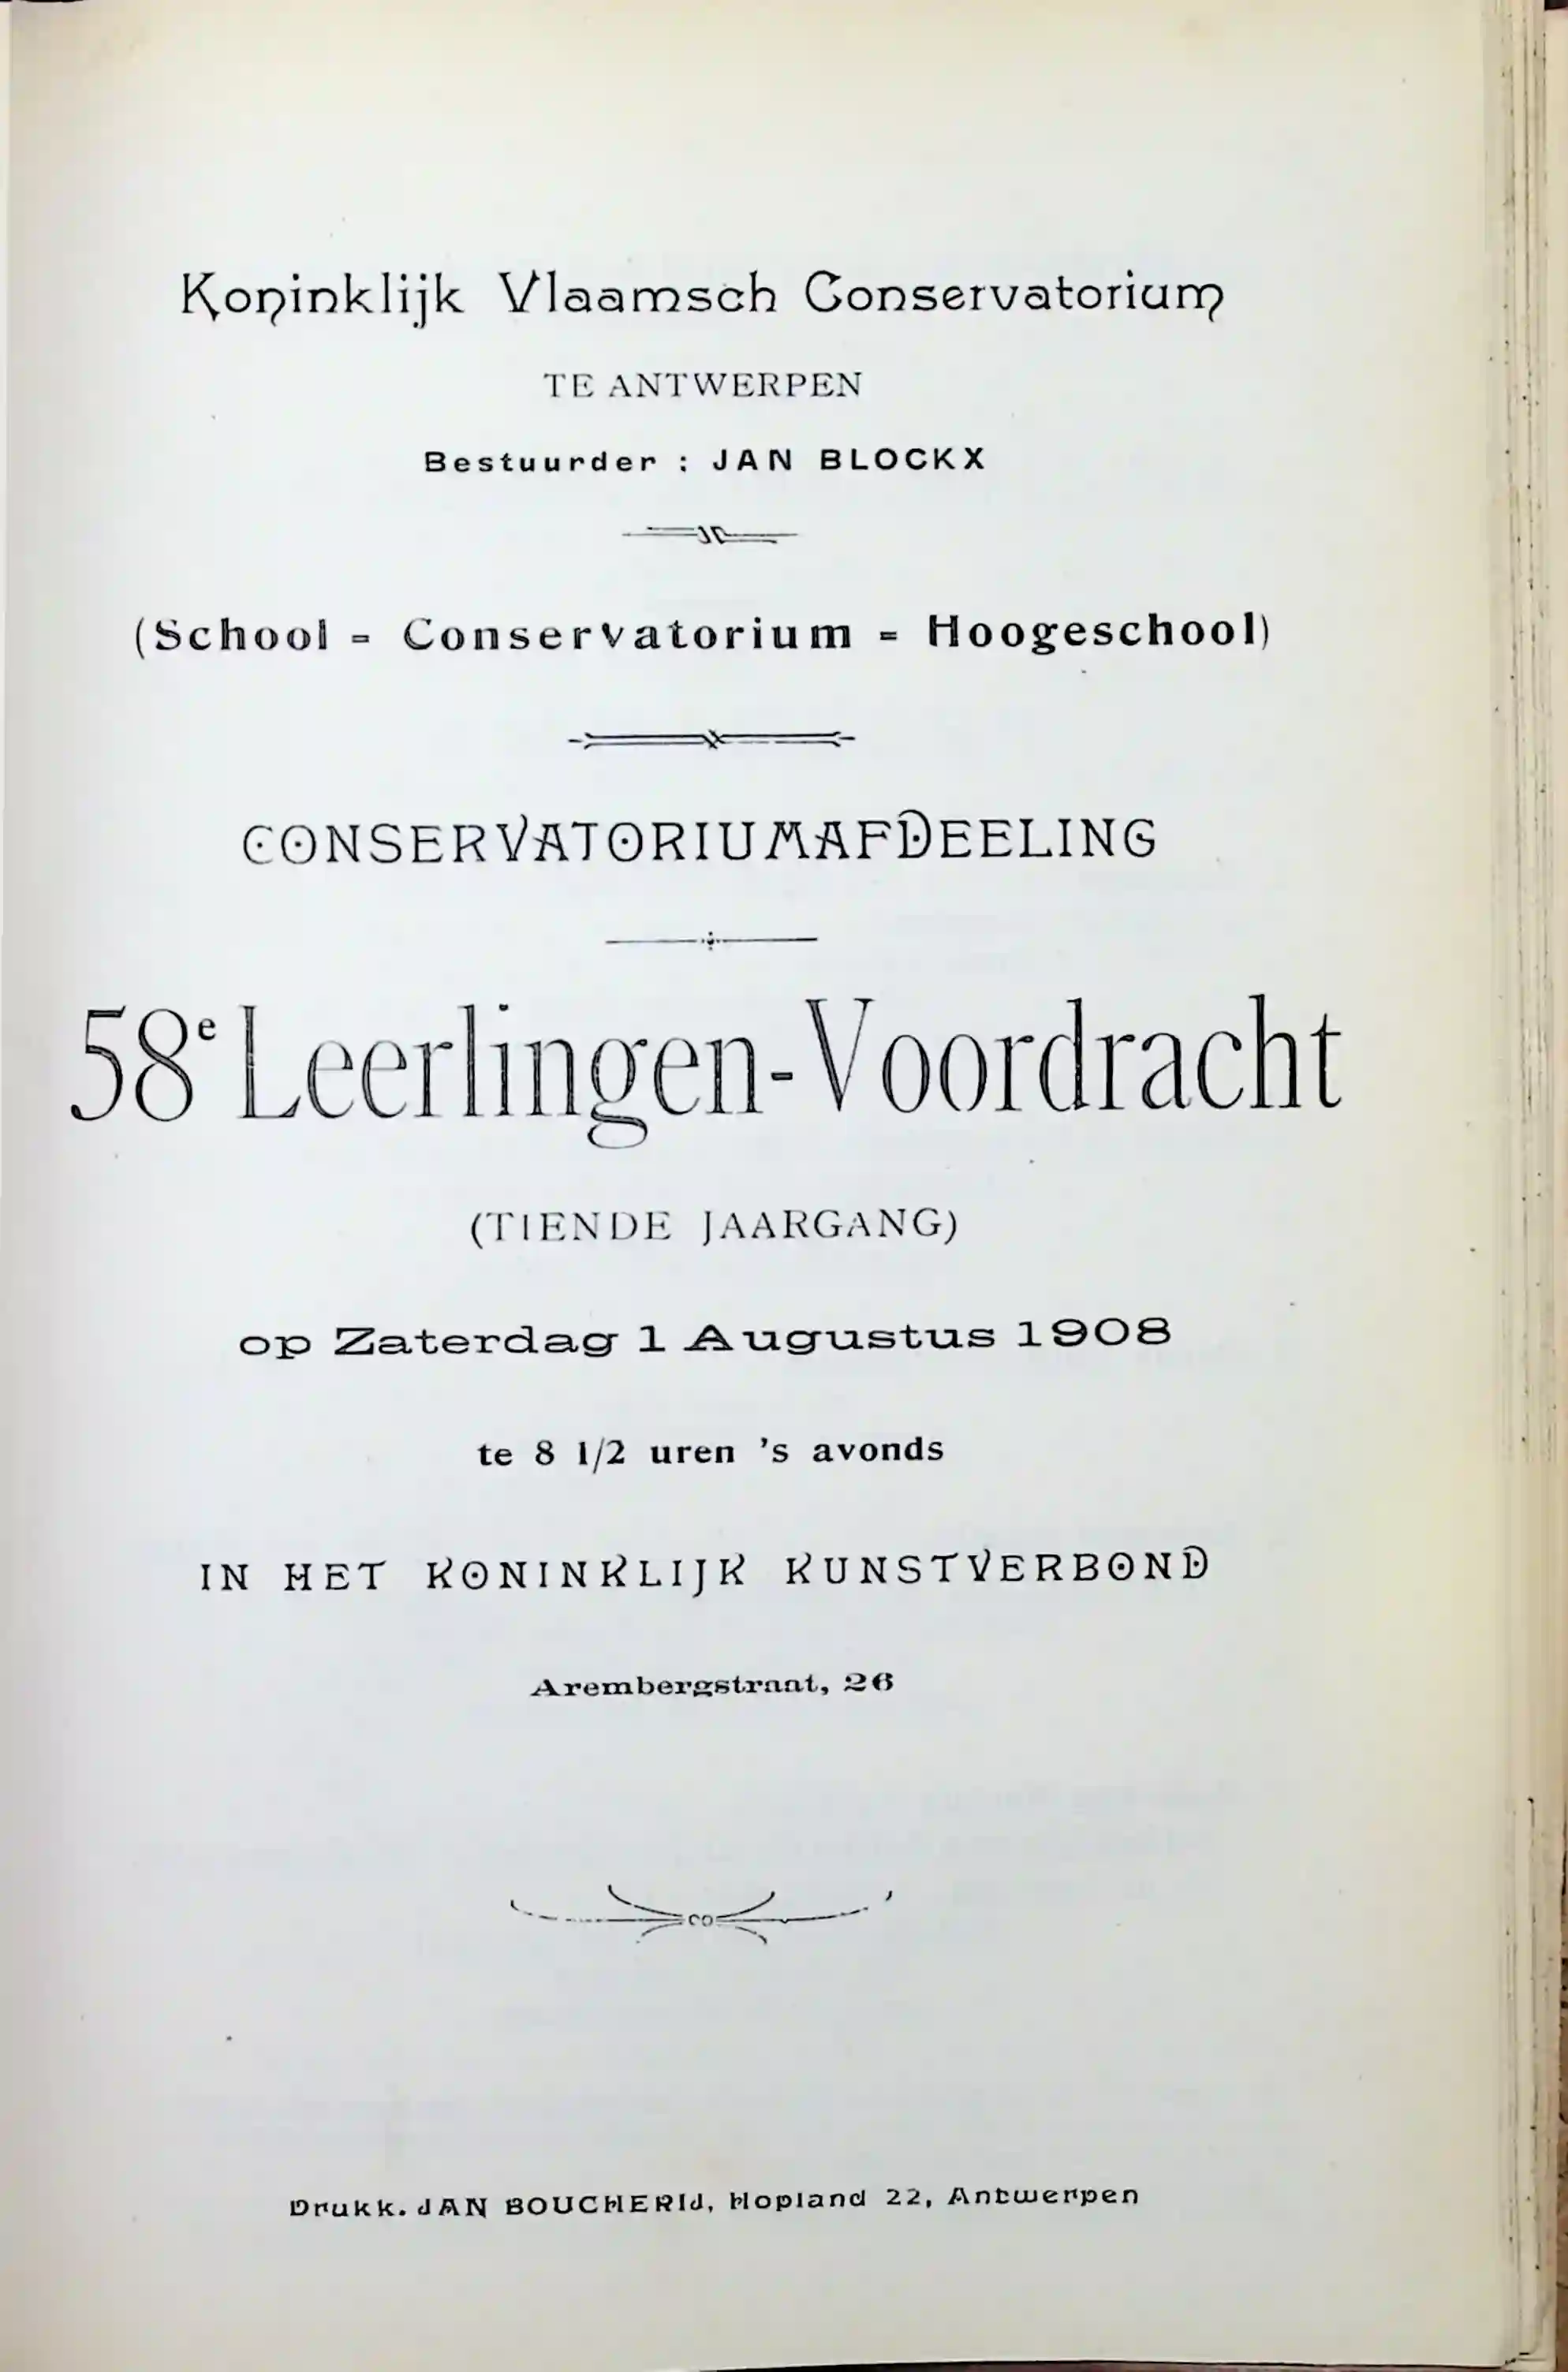 Koninklijk Vlaamsch Conservatorium
TE ANTWERPEN
Bestuurder : JAN BLOCKX
(School = Conservatorium = Hoogeschool)
CONSERVATORIUMAFDEELING
58e Leerlingen-Voordracht
(TIENDE JAARGANG)
op Zaterdag 1 Augustus 1908
te 8 1/2 uren 's avonds
IN HET KONINKLIJK KUNSTVERBOND
Arembergstraat, 26
Drukk. JAN BOUCHERIJ, Hopland 22, Antwerpen